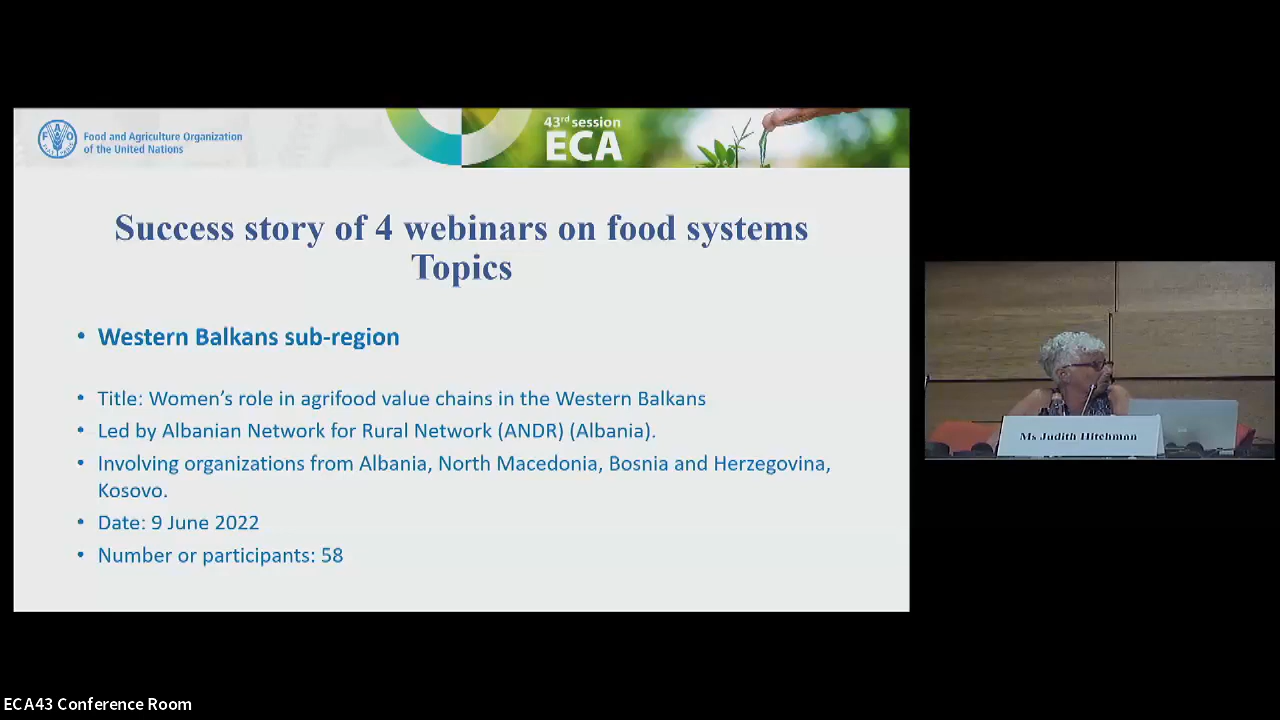 Food and Agriculture Organization
of the United Nations
43rd session
ECA
Success story of 4 webinars on food systems
Topics
• Western Balkans sub-region
• Title: Women’s role in agrifood value chains in the Western Balkans
• Led by Albanian Network for Rural Network (ANDR) (Albania).
• Involving organizations from Albania, North Macedonia, Bosnia and Herzegovina,
Kosovo.
• Date: 9 June 2022
• Number or participants: 58
Ms Judith Hitchman
ECA43 Conference Room